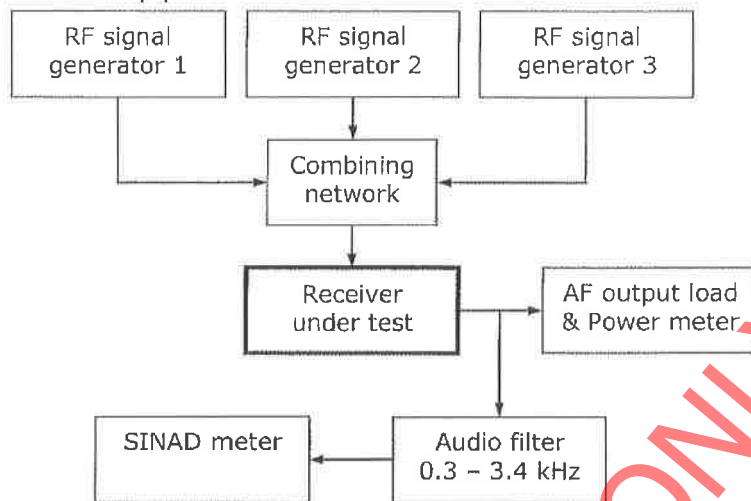 RF signal
generator 1
RF signal
generator 2
RF signal
generator 3
Combining
network
Receiver
under test
AF output load
& Power meter
SINAD meter
Audio filter
0.3 – 3.4 kHz